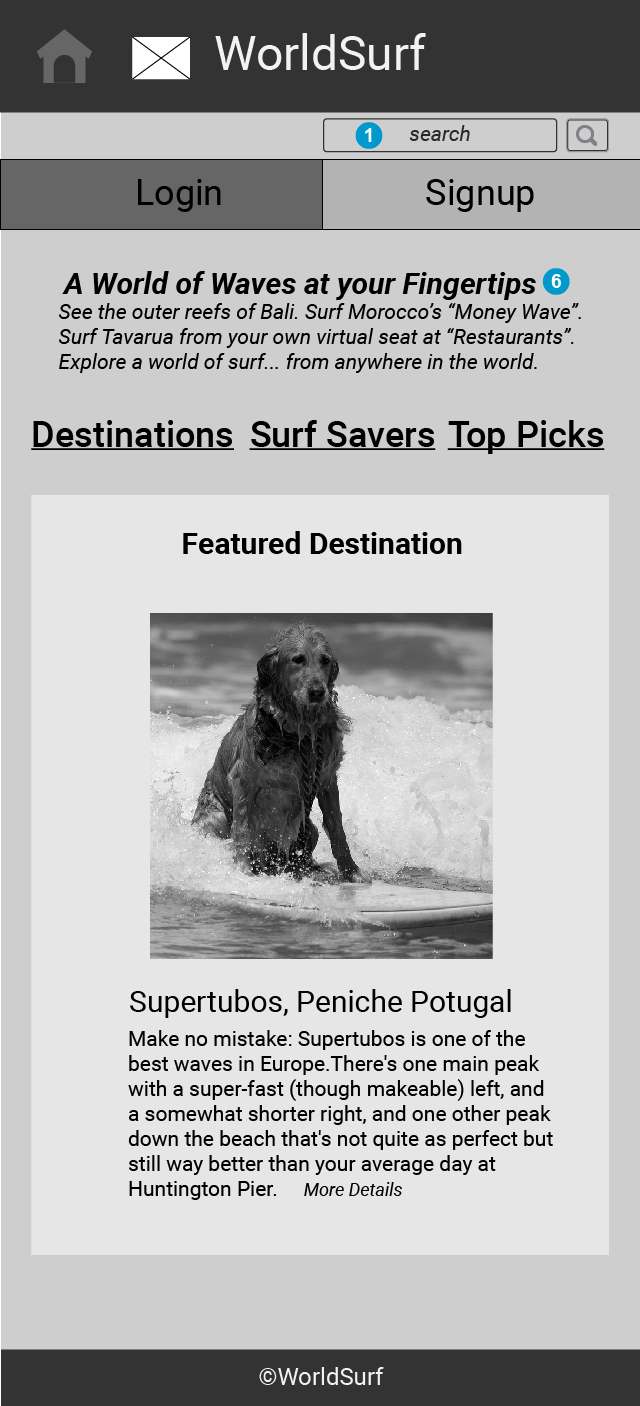 WorldSurf
1 search
Login Signup
A World of Waves at your Fingertips 6
See the outer reefs of Bali. Surf Morocco’s “Money Wave”.
Surf Tavarua from your own virtual seat at “Restaurants”.
Explore a world of surf... from anywhere in the world.
Destinations Surf Savers Top Picks
Featured Destination
Supertubos, Peniche Potugal
Make no mistake: Supertubos is one of the
best waves in Europe.There's one main peak
with a super-fast (though makeable) left, and
a somewhat shorter right, and one other peak
down the beach that's not quite as perfect but
still way better than your average day at
Huntington Pier. More Details
©WorldSurf